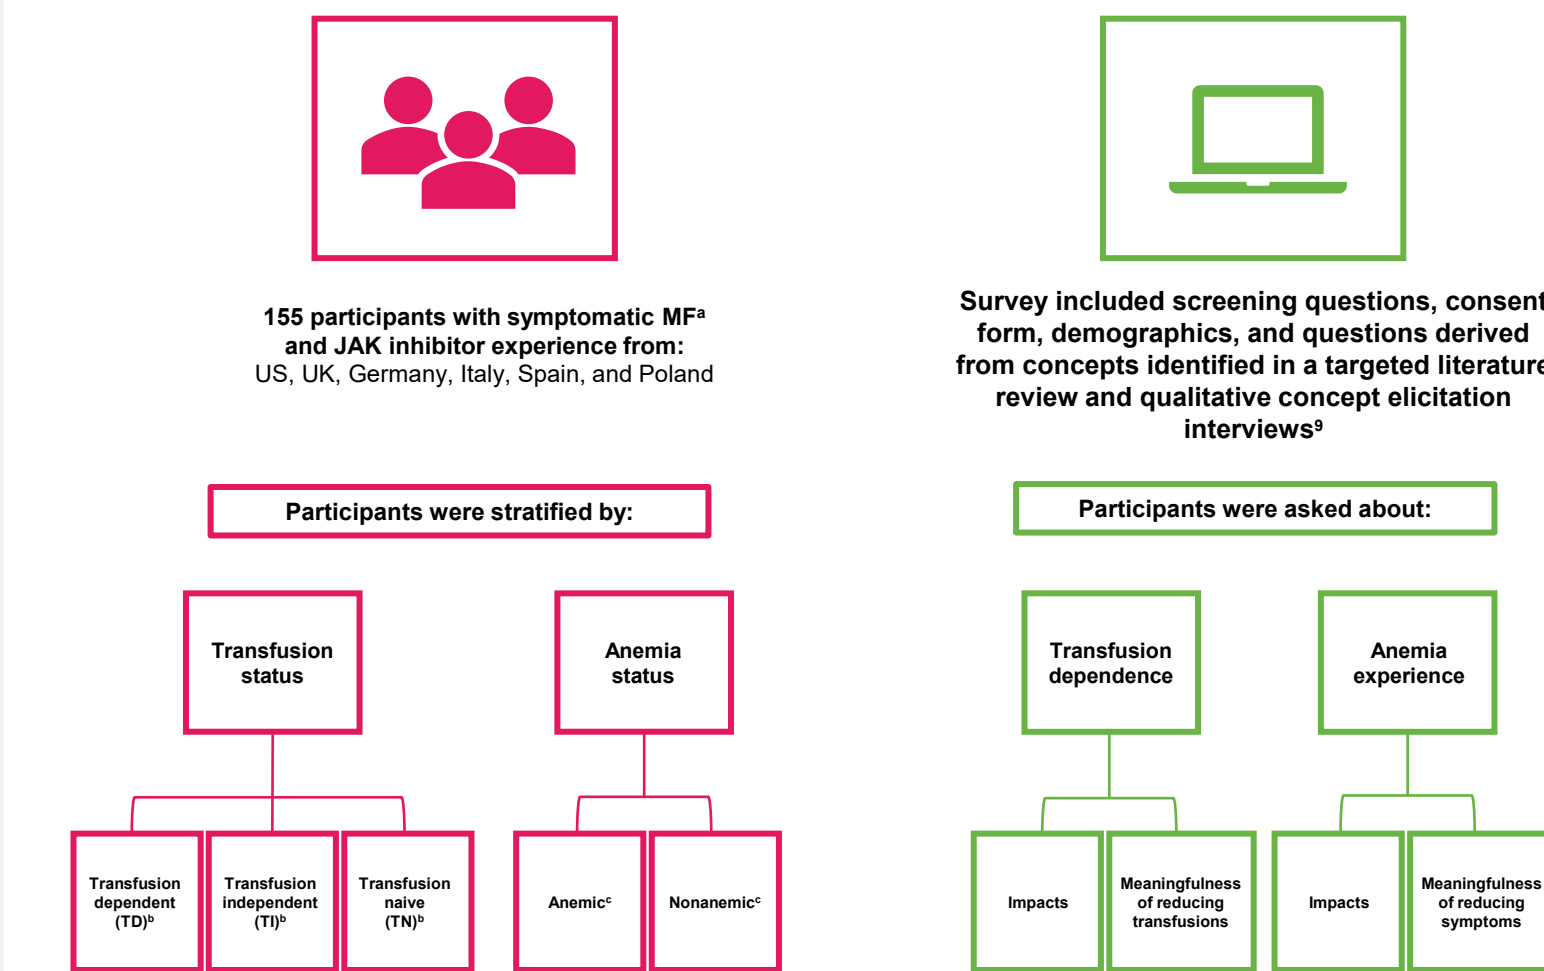 155 participants with symptomatic MFᵃ
and JAK inhibitor experience from:
US, UK, Germany, Italy, Spain, and Poland
Survey included screening questions, consent
form, demographics, and questions derived
from concepts identified in a targeted literature
review and qualitative concept elicitation
interviews⁹
Participants were stratified by:
Participants were asked about:
Transfusion
status
Anemia
status
Transfusion
dependence
Anemia
experience
Transfusion
dependent
(TD)ᵇ
Transfusion
independent
(TI)ᵇ
Transfusion
naive
(TN)ᵇ
Anemicᶜ
Nonanemicᶜ
Impacts
Meaningfulness
of reducing
transfusions
Impacts
Meaningfulness
of reducing
symptoms